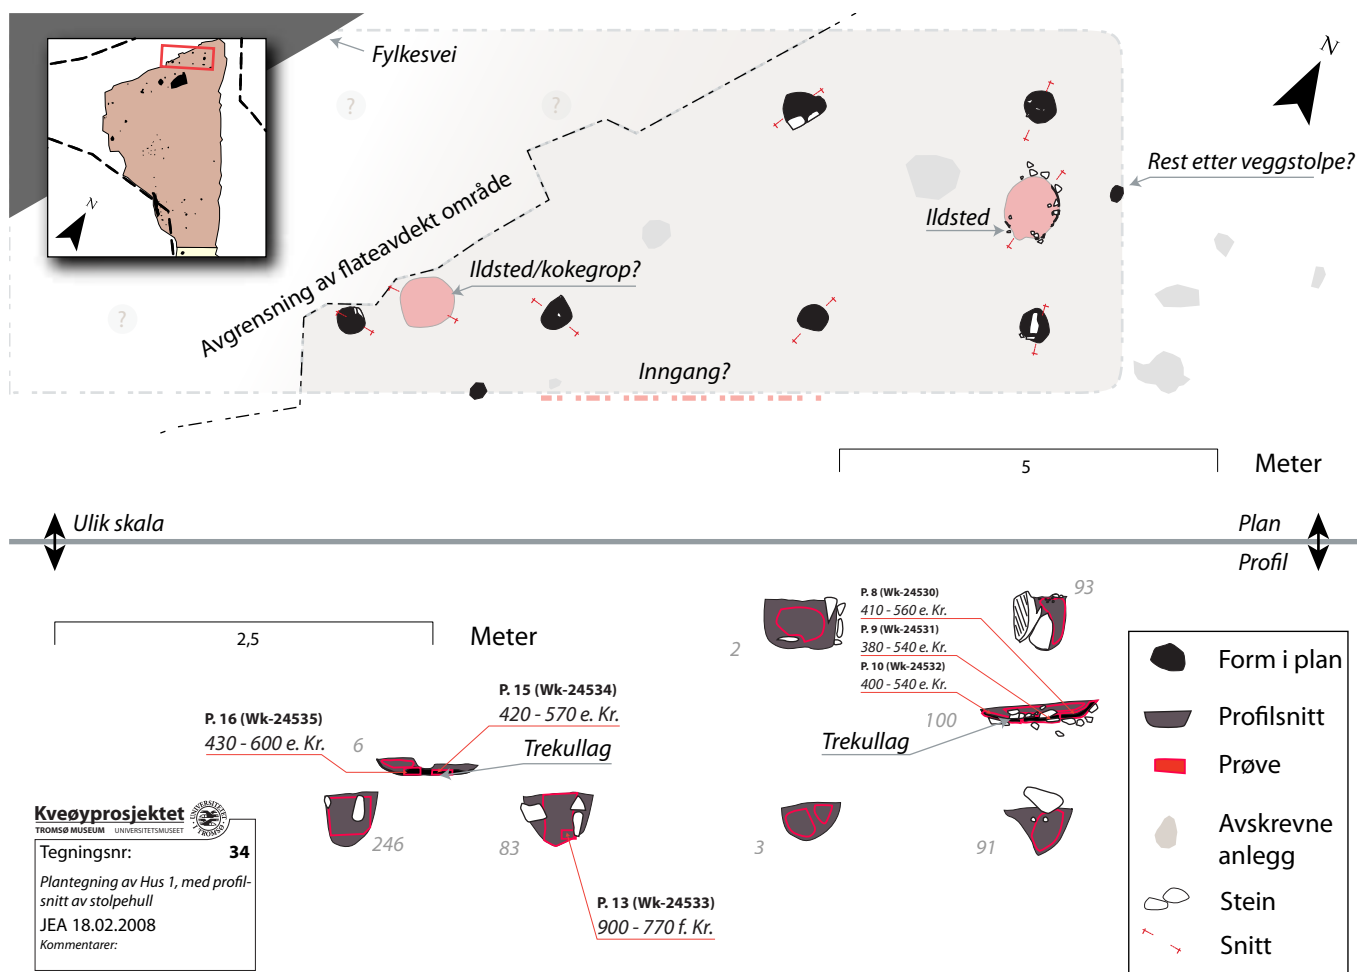 Fylkesvei
N
N
?
?
?
Rest etter veggstolpe?
Avgrensning av flateavdekt område
Ildsted
Ildsted/kokegrop?
Inngang?
5
Meter
Ulik skala
Plan
Profil
2,5
Meter
P. 8 (Wk-24530)
410 - 560 e. Kr.
P. 9 (Wk-24531)
380 - 540 e. Kr.
P. 10 (Wk-24532)
400 - 540 e. Kr.
2
93
100
Trekullag
P. 15 (Wk-24534)
420 - 570 e. Kr.
P. 16 (Wk-24535)
430 - 600 e. Kr.
6
Trekullag
246
83
3
91
P. 13 (Wk-24533)
900 - 770 f. Kr.
Form i plan
Profilsnitt
Prøve
Avskrevne
anlegg
Stein
Snitt
Kveøyprosjektet
TROMSØ MUSEUM UNIVERSITETSMUSEET
UNIVERSITETET I TROMSØ
Tegningsnr: 34
Plantegning av Hus 1, med profil-
snitt av stolpehull
JEA 18.02.2008
Kommentarer: